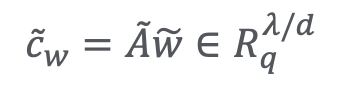 c̃_w = Ãw̃ ∈ R_q^{λ/d}